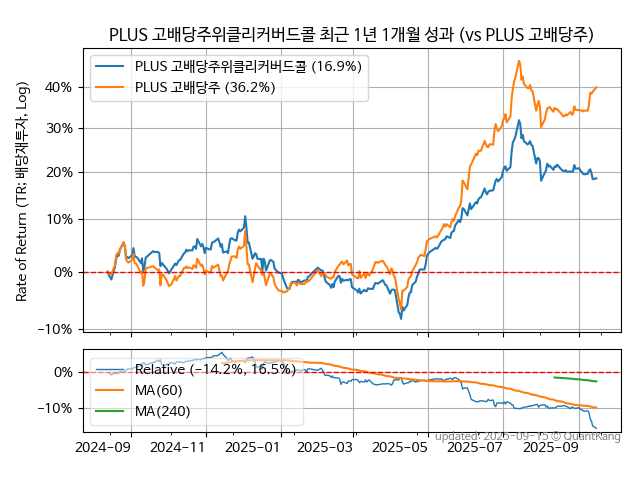 PLUS 고배당주위클리커버드콜 최근 1년 1개월 성과 (vs PLUS 고배당주)
Rate of Return (TR: 배당재투자, Log)
PLUS 고배당주위클리커버드콜 (16.9%)
PLUS 고배당주 (36.2%)
40%
30%
20%
10%
0%
−10%
Relative (−14.2%, 16.5%)
MA(60)
MA(240)
0%
−10%
updated: 2025-09-15 © QuantKang
2024-09 2024-11 2025-01 2025-03 2025-05 2025-07 2025-09